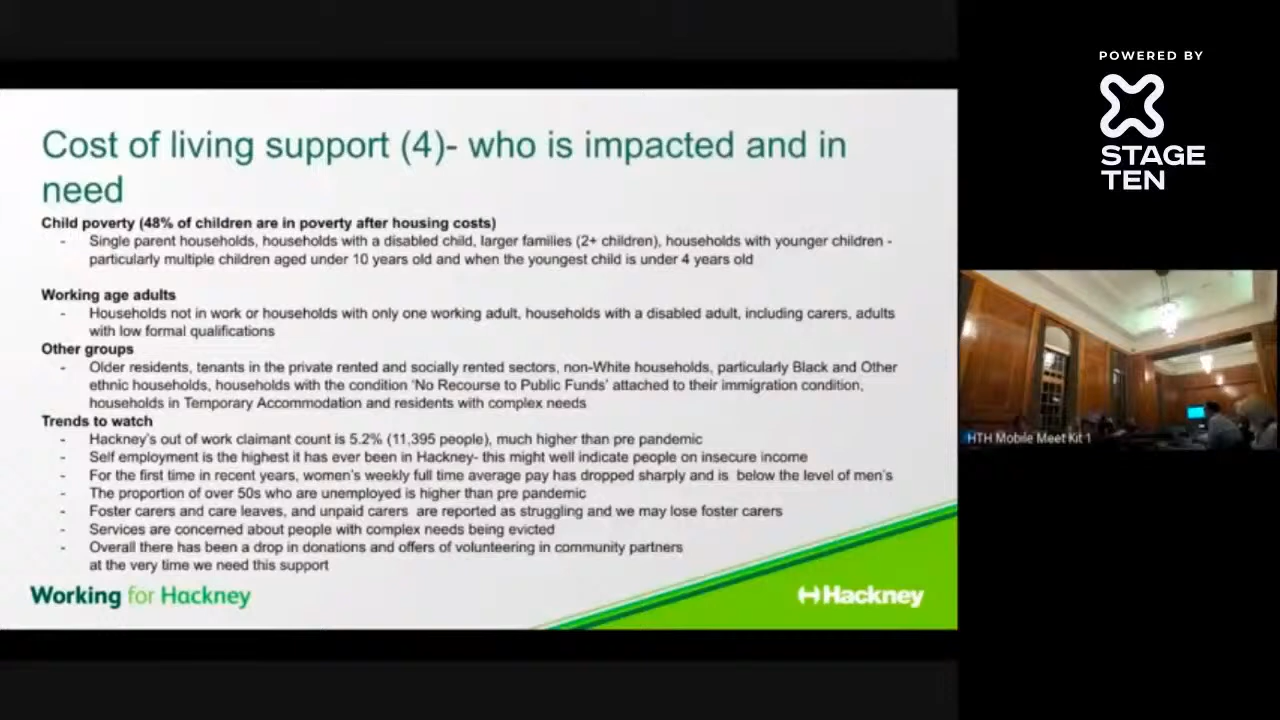 Cost of living support (4)- who is impacted and in
need
Child poverty (48% of children are in poverty after housing costs)
- Single parent households, households with a disabled child, larger families (2+ children), households with younger children -
particularly multiple children aged under 10 years old and when the youngest child is under 4 years old
Working age adults
- Households not in work or households with only one working adult, households with a disabled adult, including carers, adults
with low formal qualifications
Other groups
- Older residents, tenants in the private rented and socially rented sectors, non-White households, particularly Black and Other
ethnic households, households with the condition ‘No Recourse to Public Funds’ attached to their immigration condition,
households in Temporary Accommodation and residents with complex needs
Trends to watch
- Hackney’s out of work claimant count is 5.2% (11,395 people), much higher than pre pandemic
- Self employment is the highest it has ever been in Hackney- this might well indicate people on insecure income
- For the first time in recent years, women’s weekly full time average pay has dropped sharply and is  below the level of men’s
- The proportion of over 50s who are unemployed is higher than pre pandemic
- Foster carers and care leaves, and unpaid carers  are reported as struggling and we may lose foster carers
- Services are concerned about people with complex needs being evicted
- Overall there has been a drop in donations and offers of volunteering in community partners
at the very time we need this support
Working for Hackney
Hackney
POWERED BY
STAGE
TEN
HTH Mobile Meet Kit 1